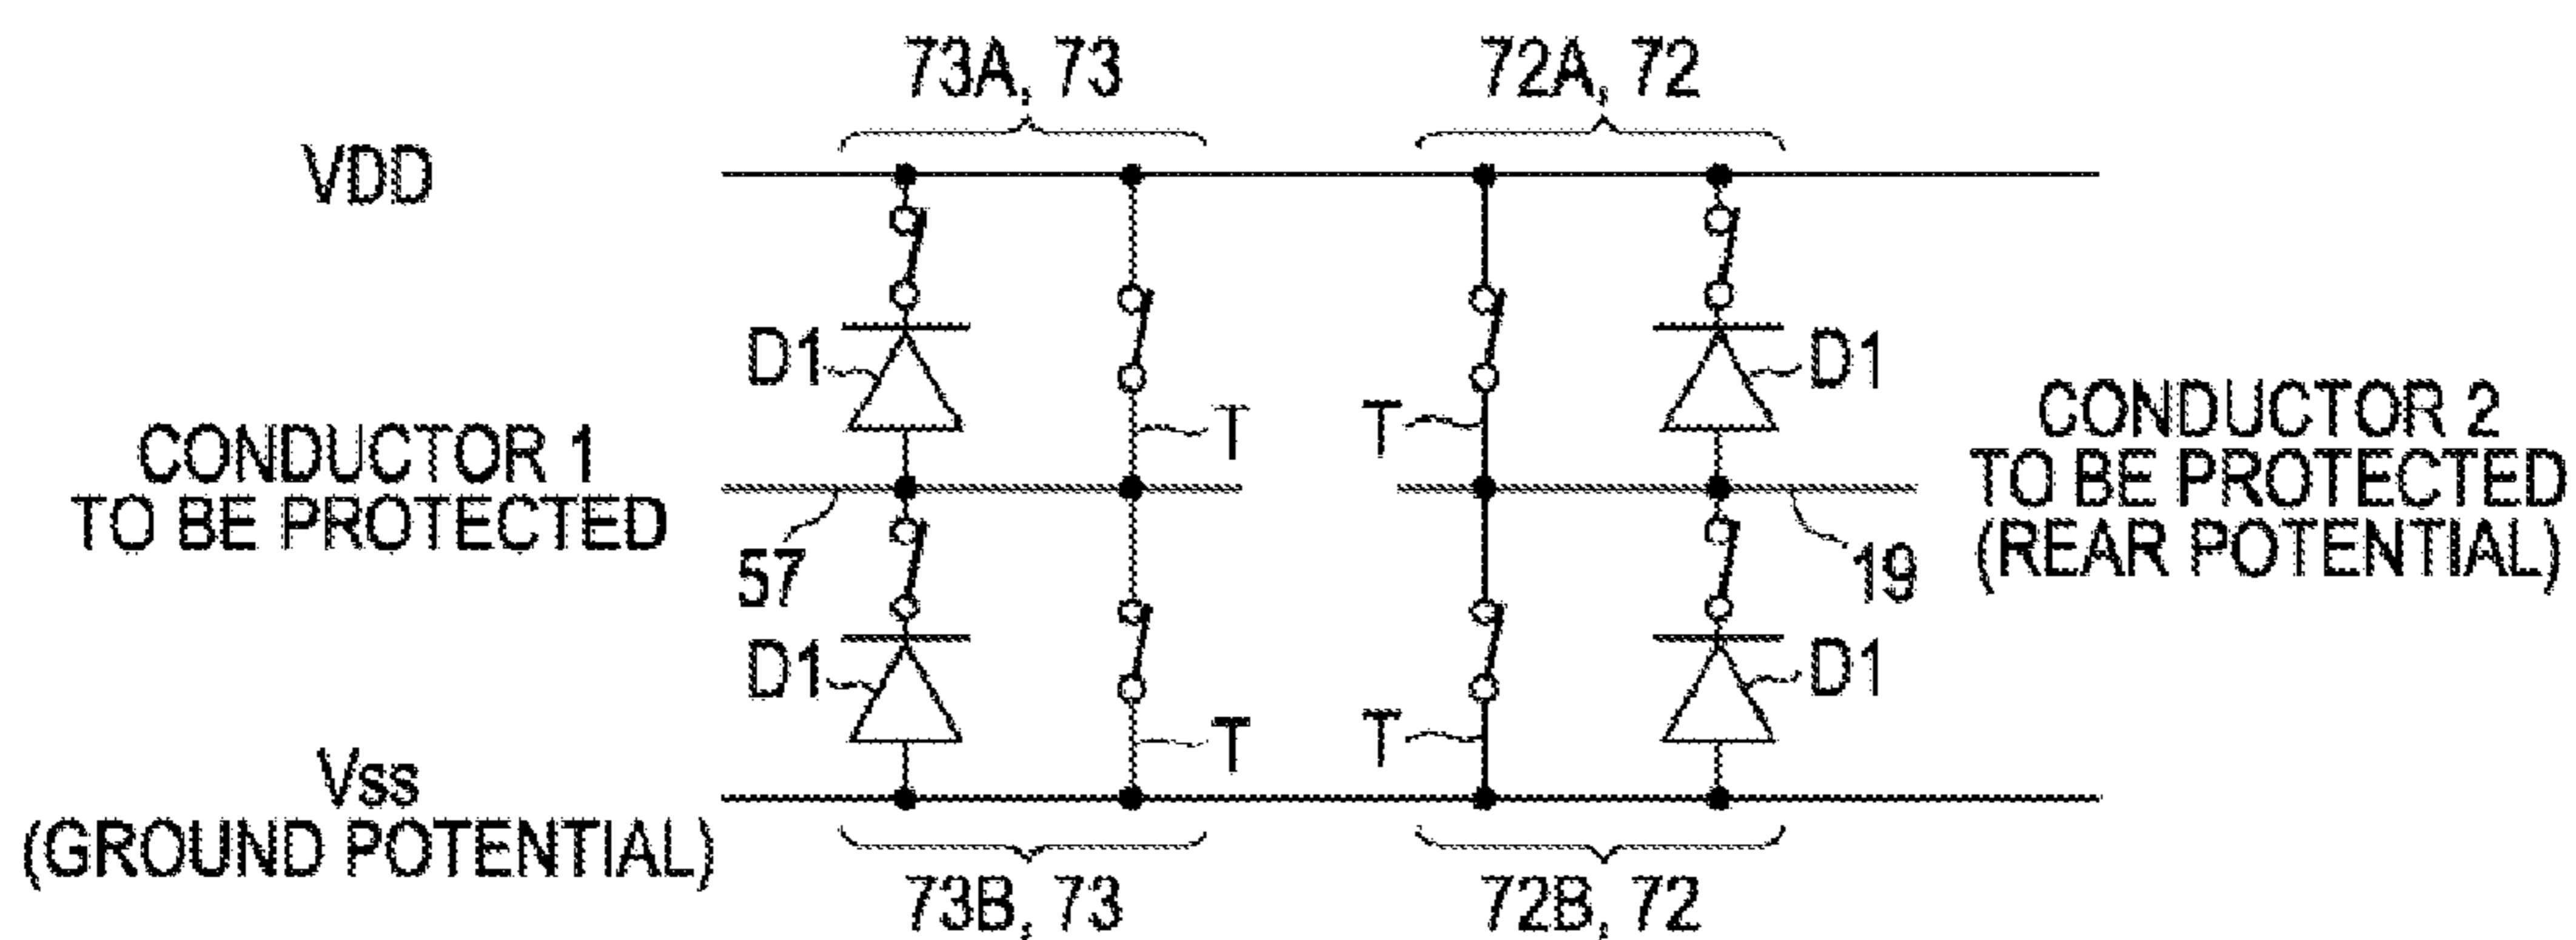 73A, 73
72A, 72
VDD
D1
D1
T
T
CONDUCTOR 1
TO BE PROTECTED
CONDUCTOR 2
TO BE PROTECTED
(REAR POTENTIAL)
57
19
D1
D1
T
T
Vss
(GROUND POTENTIAL)
73B, 73
72B, 72